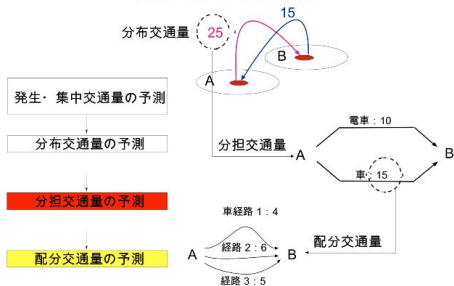 15
分布交通量 25
B
A
発生・集中交通量の予測
分布交通量の予測
分担交通量
電車:10
A
B
車:15
分担交通量の予測
車経路1:4
配分交通量の予測
A
経路2:6
B
配分交通量
経路3:5